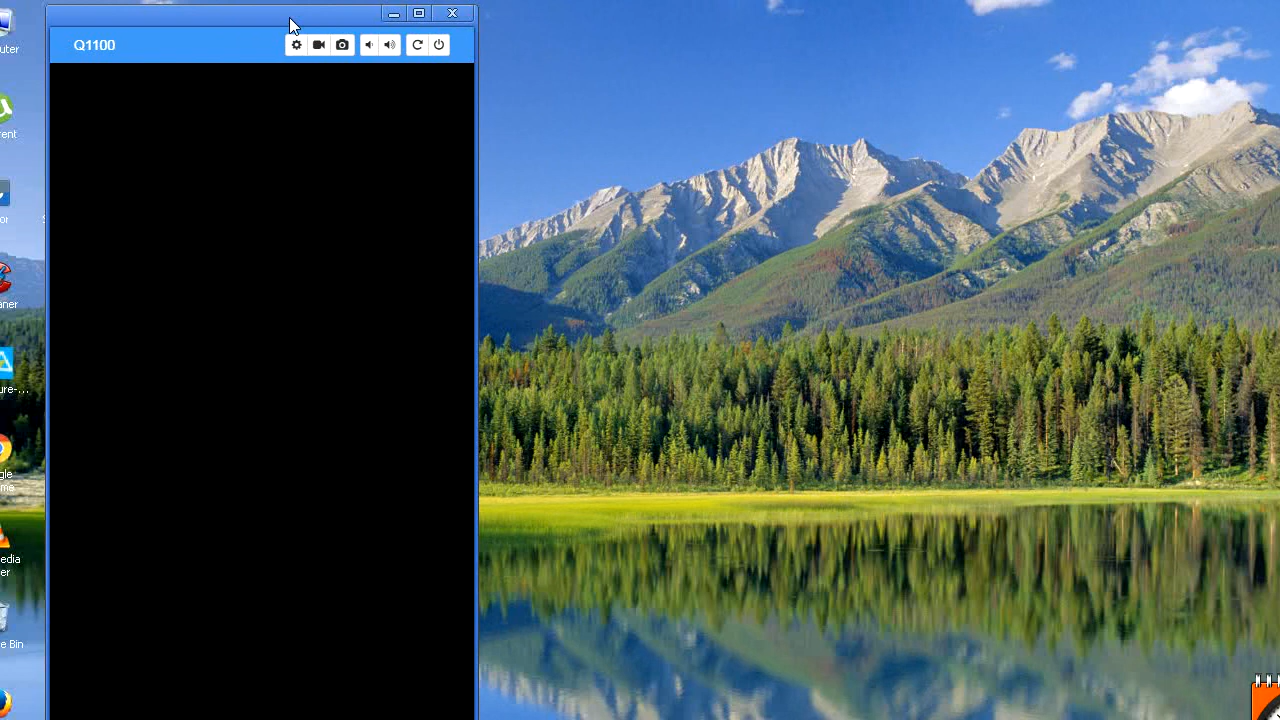 Q1100
uter
rent
or
S
aner
ure-...
gle
me
edia
er
e Bin